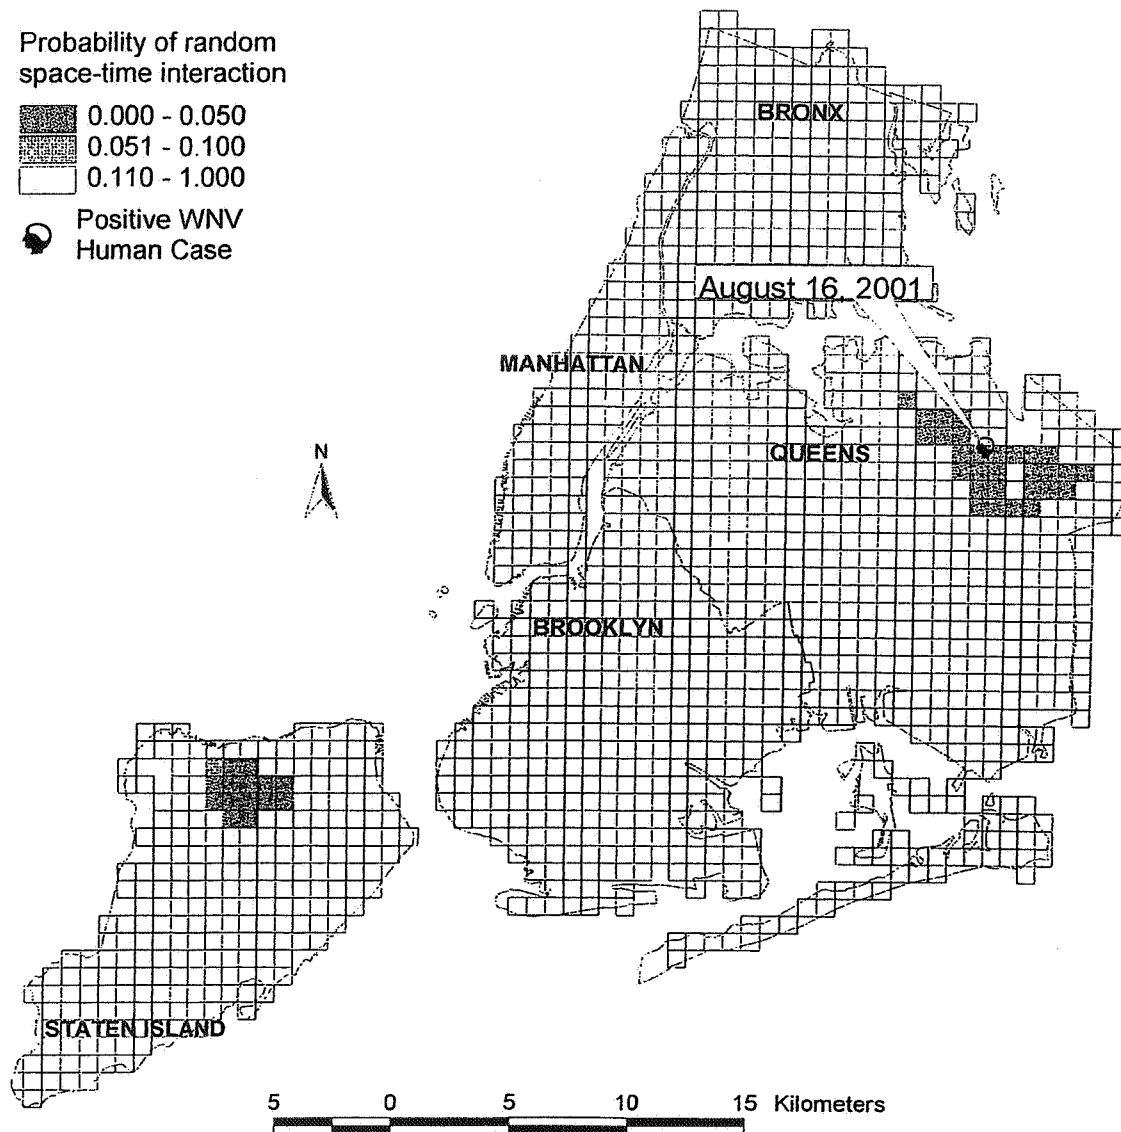 Probability of random
space-time interaction
0.000 - 0.050
0.051 - 0.100
0.110 - 1.000
Positive WNV
Human Case
BRONX
August 16, 2001
MANHATTAN
QUEENS
N
BROOKLYN
STATEN ISLAND
5 0 5 10 15 Kilometers